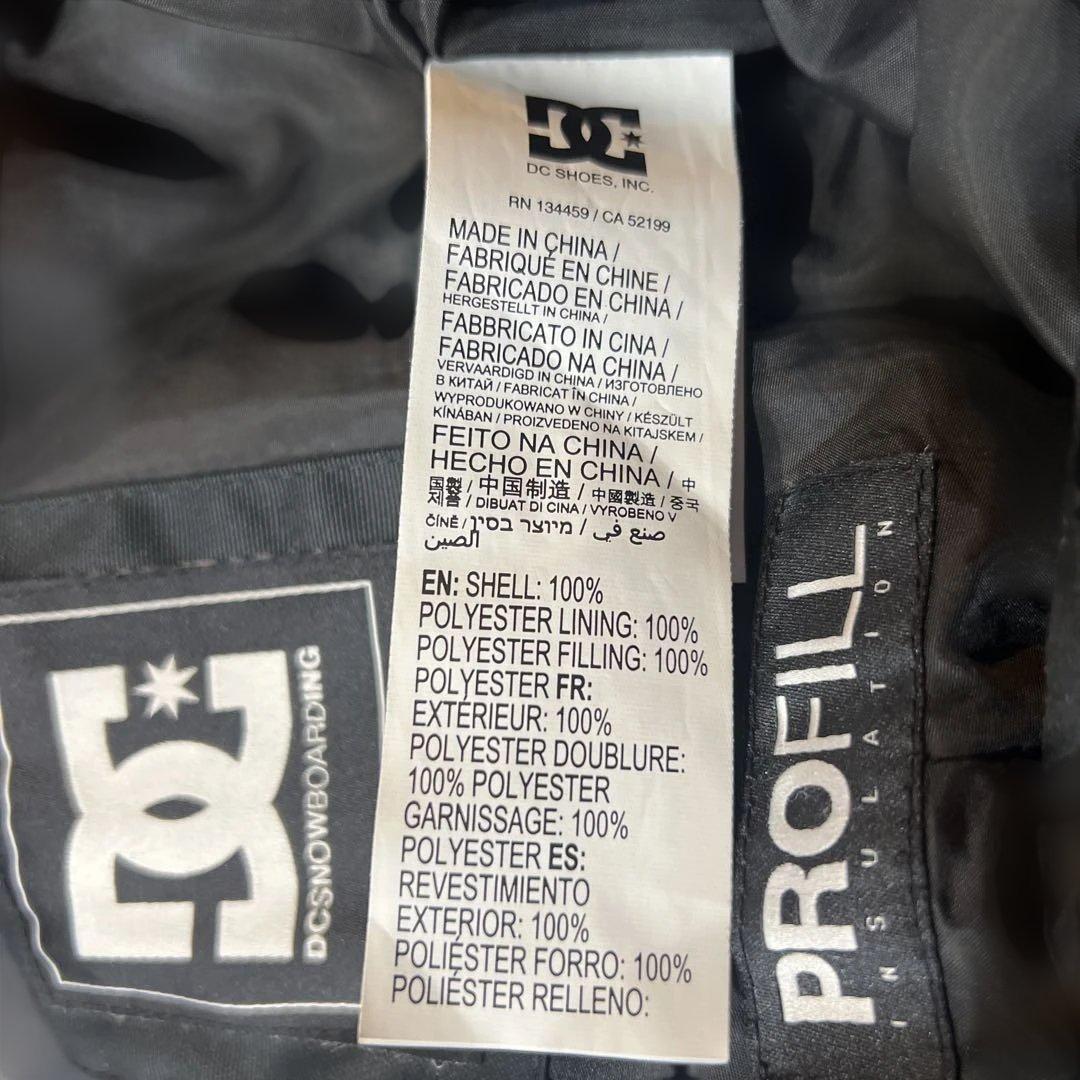 DC SHOES, INC.
RN 134459 / CA 52199
MADE IN CHINA /
FABRIQUÉ EN CHINE /
FABRICADO EN CHINA /
HERGESTELLT IN CHINA /
FABBRICATO IN CINA /
FABRICADO NA CHINA /
VERVAARDIGD IN CHINA / ИЗГОТОВЛЕНО
В КИТАЙ / FABRICAT ÎN CHINA /
WYPRODUKOWANO W CHINY / KÉSZÜLT
KÍNÁBAN / PROIZVEDENO NA KITAJSKEM /
FEITO NA CHINA /
HECHO EN CHINA / 中
国製 / 中国制造 / 中國製造 / 중국
제품 / DIBUAT DI CINA / VYROBENO V
ČÍNĚ / מיוצר בסין / صنع في
الصين
EN: SHELL: 100%
POLYESTER LINING: 100%
POLYESTER FILLING: 100%
POLYESTER FR:
EXTÉRIEUR: 100%
POLYESTER DOUBLURE:
100% POLYESTER
GARNISSAGE: 100%
POLYESTER ES:
REVESTIMIENTO
EXTERIOR: 100%
POLIÉSTER FORRO: 100%
POLIÉSTER RELLENO:
DCSNOWBOARDING
PROFILL
INSULATION